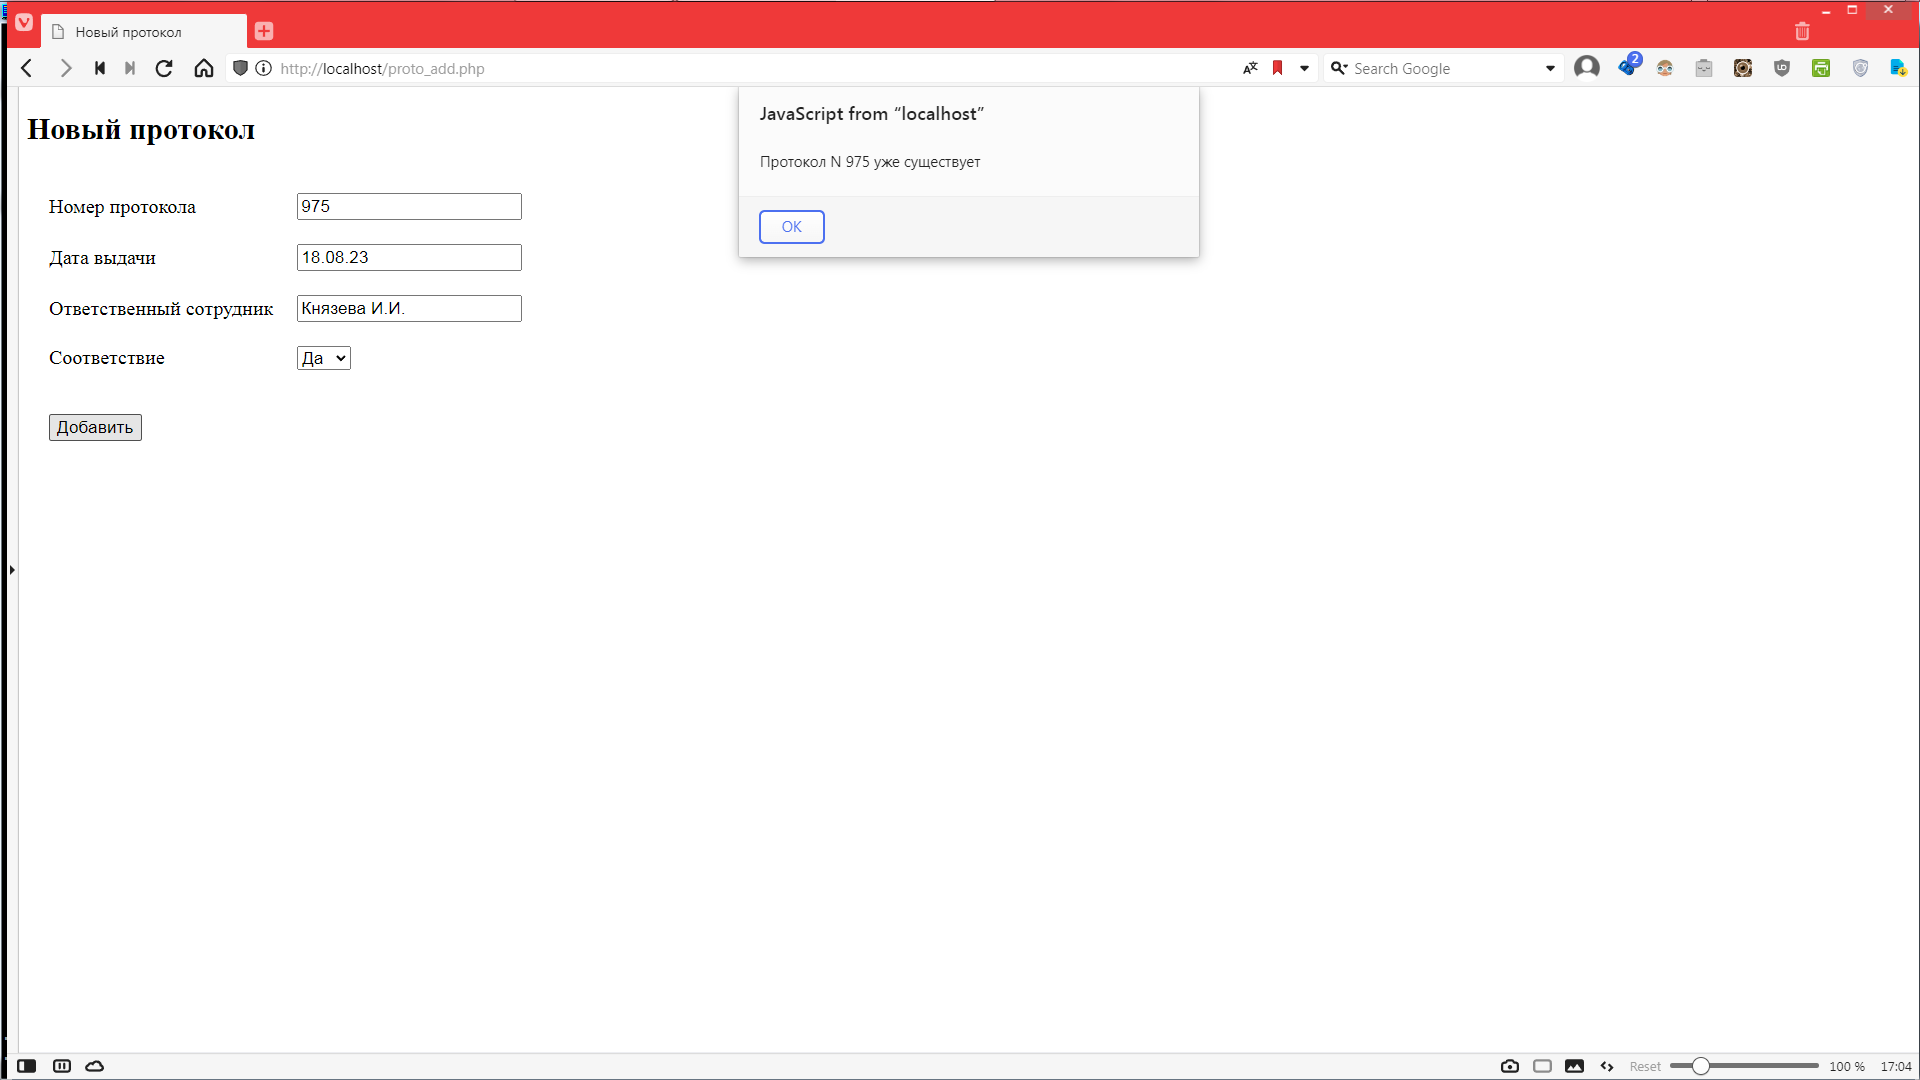 Новый протокол
http://localhost/proto_add.php
Search Google
2
JavaScript from “localhost”
Протокол N 975 уже существует
OK
Новый протокол
Номер протокола 975
Дата выдачи 18.08.23
Ответственный сотрудник Князева И.И.
Соответствие Да
Добавить
Reset 100 % 17:04